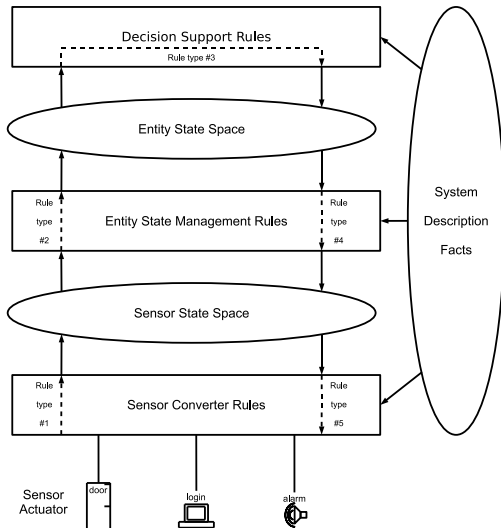 Decision Support Rules
Rule type #3
Entity State Space
Rule
type
#2
Entity State Management Rules
Rule
type
#4
System
Description
Facts
Sensor State Space
Rule
type
#1
Sensor Converter Rules
Rule
type
#5
Sensor
Actuator
door
login
alarm